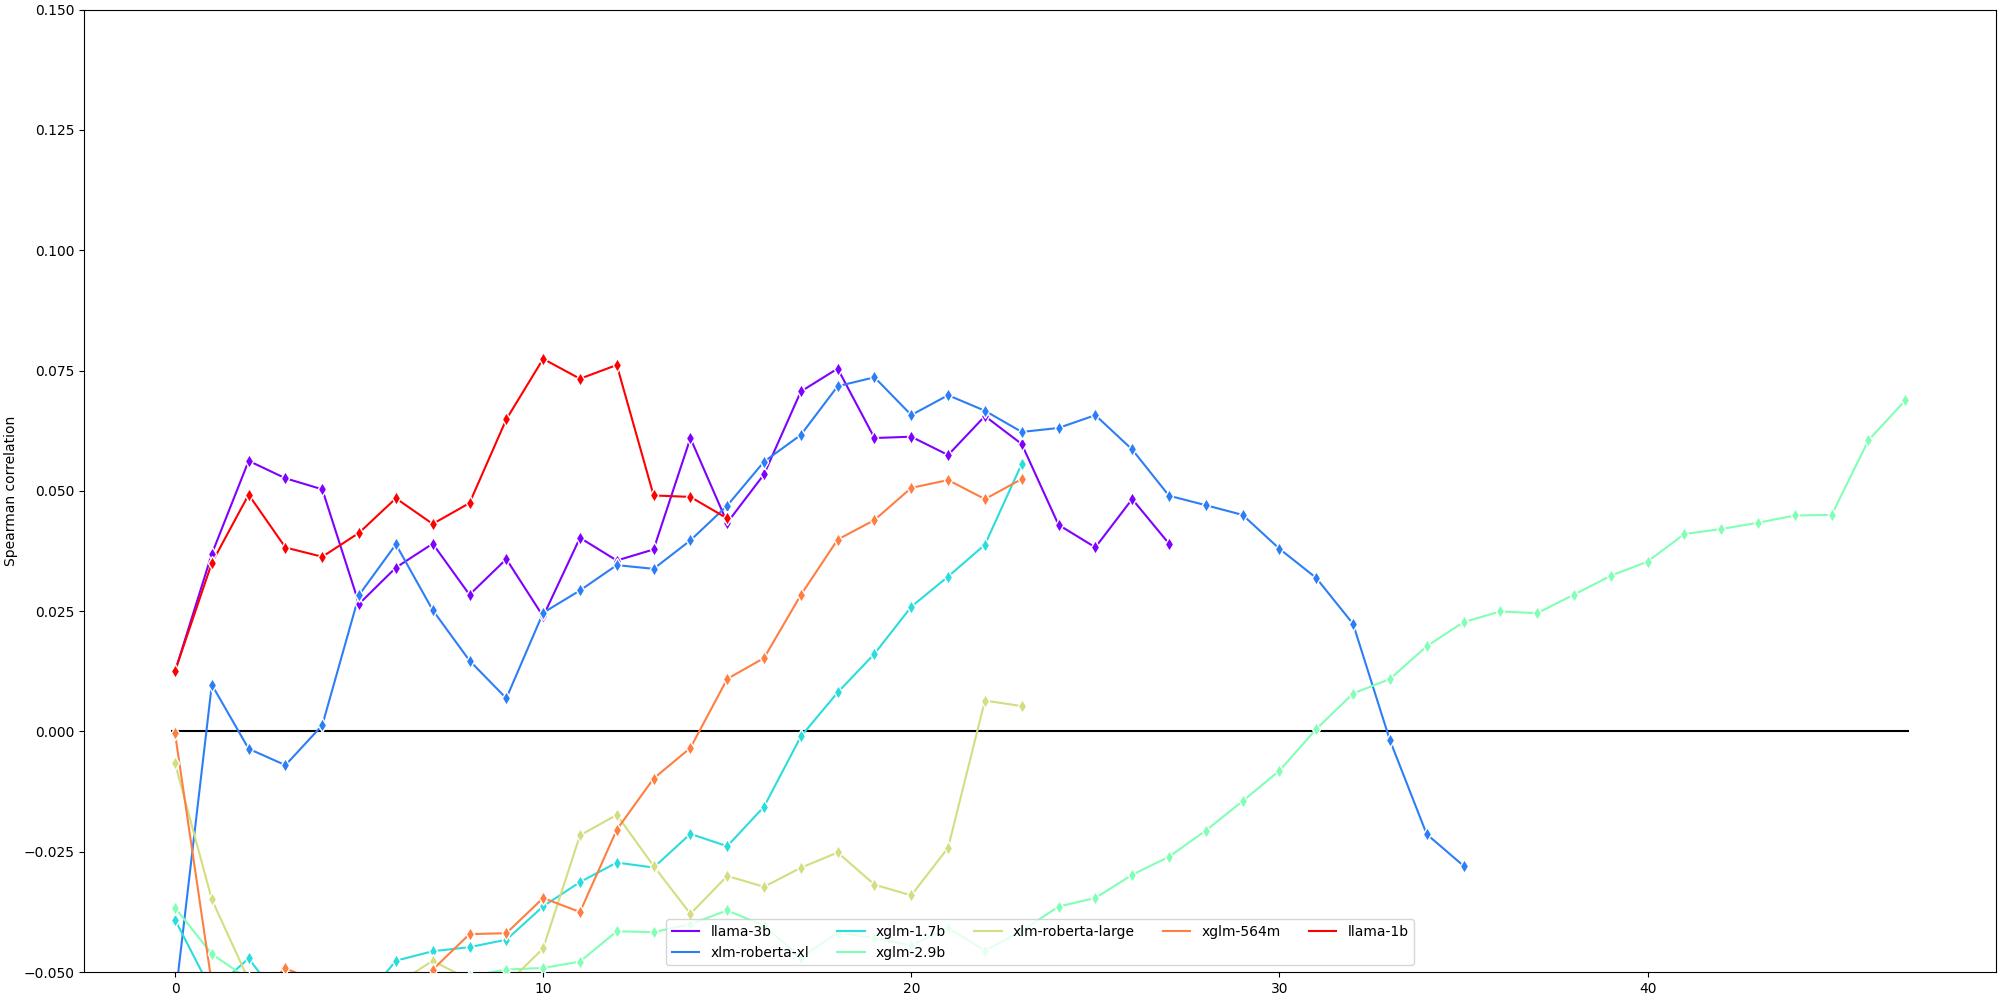 Spearman correlation
0.150
0.125
0.100
0.075
0.050
0.025
0.000
−0.025
−0.050
0 10 20 30 40
llama-3b xglm-1.7b xlm-roberta-large xglm-564m llama-1b
xlm-roberta-xl xglm-2.9b